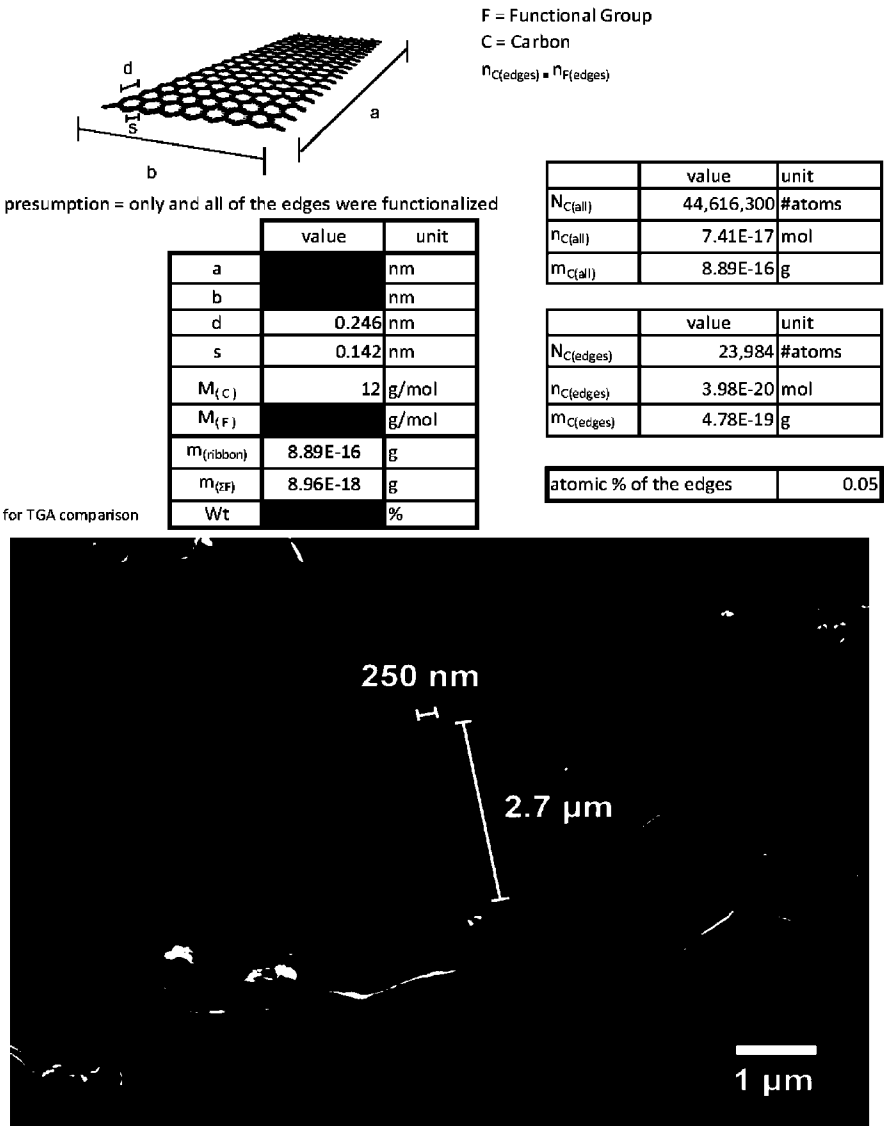 F = Functional Group
C = Carbon
nC(edges) = nF(edges)
d
s
a
b
presumption = only and all of the edges were functionalized
value unit
NC(all) 44,616,300 #atoms
nC(all) 7.41E-17 mol
mC(all) 8.89E-16 g
value unit
a nm
b nm
d 0.246 nm
s 0.142 nm
M(C) 12 g/mol
M(F) g/mol
m(ribbon) 8.89E-16 g
m(ΣF) 8.96E-18 g
for TGA comparison Wt %
value unit
NC(edges) 23,984 #atoms
nC(edges) 3.98E-20 mol
mC(edges) 4.78E-19 g
atomic % of the edges 0.05
250 nm
2.7 µm
1 µm